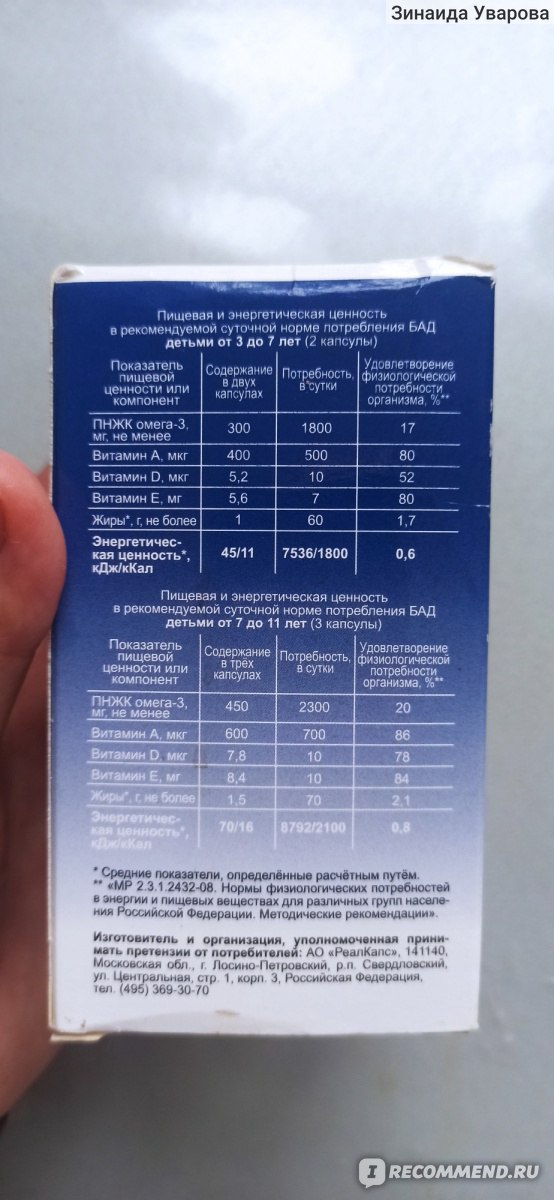 Зинаида Уварова
Пищевая и энергетическая ценность
в рекомендуемой суточной норме потребления БАД
детьми от 3 до 7 лет (2 капсулы)
Показатель пищевой ценности или компонент | Содержание в двух капсулах | Потребность, в сутки | Удовлетворение физиологической потребности организма, %**
ПНЖК омега-3, мг, не менее | 300 | 1800 | 17
Витамин А, мкг | 400 | 500 | 80
Витамин D, мкг | 5,2 | 10 | 52
Витамин Е, мг | 5,6 | 7 | 80
Жиры*, г, не более | 1 | 60 | 1,7
Энергетичес-кая ценность*, кДж/кКал | 45/11 | 7536/1800 | 0,6
Пищевая и энергетическая ценность
в рекомендуемой суточной норме потребления БАД
детьми от 7 до 11 лет (3 капсулы)
Показатель пищевой ценности или компонент | Содержание в трёх капсулах | Потребность, в сутки | Удовлетворение физиологической потребности организма, %**
ПНЖК омега-3, мг, не менее | 450 | 2300 | 20
Витамин А, мкг | 600 | 700 | 86
Витамин D, мкг | 7,8 | 10 | 78
Витамин Е, мг | 8,4 | 10 | 84
Жиры*, г, не более | 1,5 | 70 | 2,1
Энергетичес-кая ценность*, кДж/кКал | 70/16 | 8792/2100 | 0,8
* Средние показатели, определённые расчётным путём.
** «МР 2.3.1.2432-08. Нормы физиологических потребностей
в энергии и пищевых веществах для различных групп населе-
ния Российской Федерации. Методические рекомендации».
Изготовитель и организация, уполномоченная прини-
мать претензии от потребителей: АО «РеалКапс», 141140,
Московская обл., г. Лосино-Петровский, р.п. Свердловский,
ул. Центральная, стр. 1, корп. 3, Российская Федерация,
тел. (495) 369-30-70
I RECOMMEND.RU